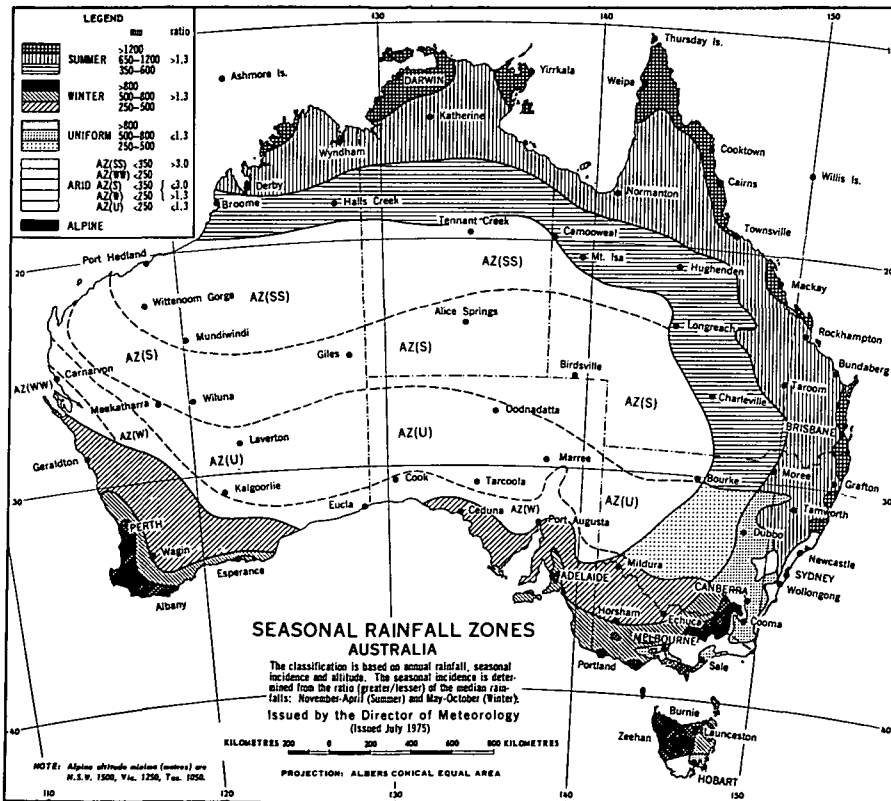 LEGEND
mm ratio
>1200
SUMMER 650-1200 >1.3
350-600
>800
WINTER 500-800 >1.3
250-500
>800
UNIFORM 500-800 ≤1.3
250-500
AZ(SS) <350 >3.0
AZ(WW) <250
ARID AZ(S) <350 { ≤3.0
AZ(W) <250 { >1.3
AZ(U) <250 ≤1.3
ALPINE
130
140
150
Thursday Is.
Ashmore Is.
DARWIN
Yirrkala
Weipa
Katherine
Wyndham
Cooktown
Cairns
Willis Is.
Derby
Broome
Halls Creek
Normanton
Tennant Creek
Camooweal
Townsville
Port Hedland
Mt. Isa
Hughenden
20
20
AZ(SS)
AZ(SS)
Mackay
Wittenoom Gorge
Alice Springs
Longreach
Rockhampton
Mundiwindi
AZ(S)
Giles
AZ(S)
Birdsville
Bundaberg
Carnarvon
AZ(WW)
Taroom
Meekatharra
Wiluna
AZ(S)
Charleville
Oodnadatta
AZ(W)
Laverton
AZ(U)
BRISBANE
Geraldton
AZ(U)
Marree
Moree
Kalgoorlie
Cook
Tarcoola
Bourke
Grafton
30
30
Eucla
AZ(W)
AZ(U)
Tamworth
Ceduna
Port Augusta
Dubbo
PERTH
Newcastle
Wagin
Mildura
SYDNEY
Esperance
ADELAIDE
CANBERRA
Wollongong
Albany
Horsham
Echuca
Cooma
MELBOURNE
Portland
Sale
SEASONAL RAINFALL ZONES
AUSTRALIA
The classification is based on annual rainfall, seasonal
incidence and altitude. The seasonal incidence is deter-
mined from the ratio (greater/lesser) of the median rain-
falls: November-April (Summer) and May-October (Winter).
Issued by the Director of Meteorology
(Issued July 1975)
KILOMETRES 200 0 200 400 600 800 KILOMETRES
PROJECTION: ALBERS CONICAL EQUAL AREA
Burnie
Zeehan
Launceston
HOBART
40
40
NOTE: Alpine altitude minima (metres) are
N.S.W. 1500, Vic. 1250, Tas. 1050.
110
120
130
140
150